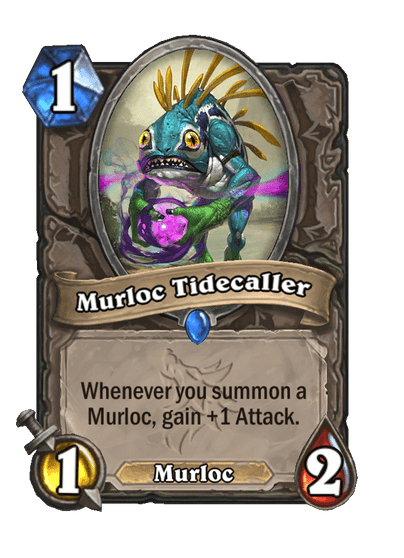 1
Murloc Tidecaller
Whenever you summon a
Murloc, gain +1 Attack.
1
Murloc
2